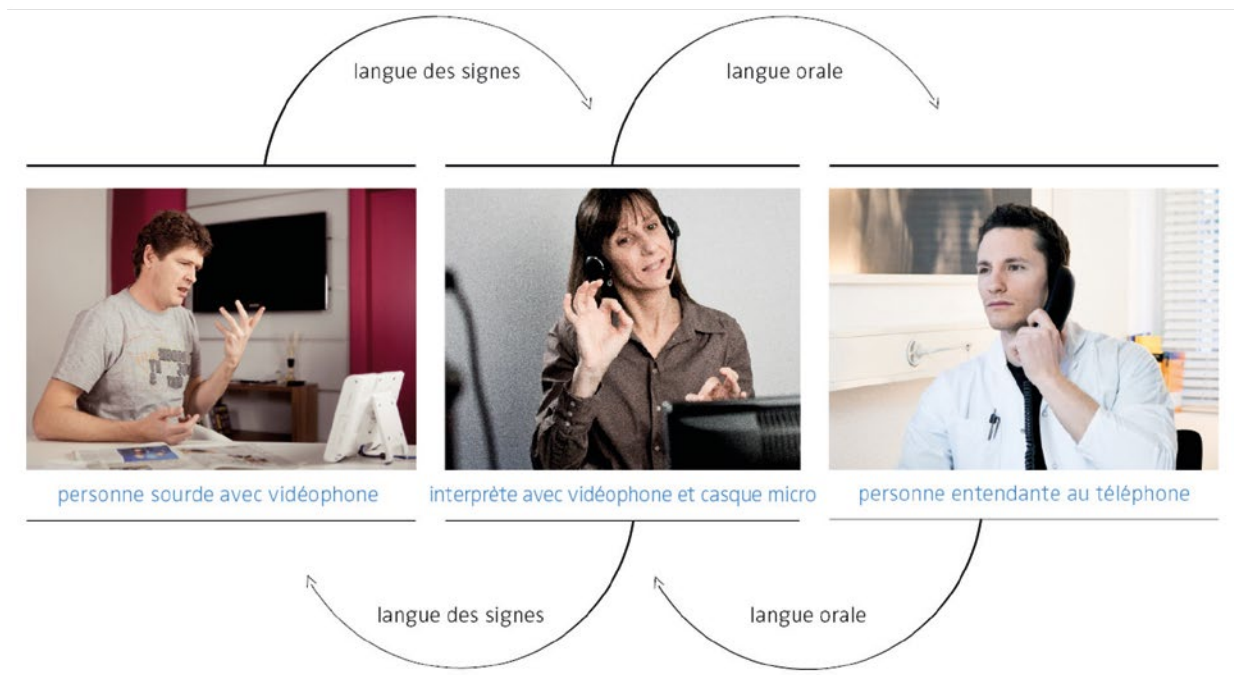 langue des signes
langue orale
personne sourde avec vidéophone
interprète avec vidéophone et casque micro
personne entendante au téléphone
langue des signes
langue orale